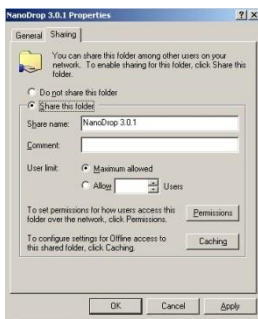 NanoDrop 3.0.1 Properties
General Sharing
You can share this folder among other users on your
network. To enable sharing for this folder, click Share this
folder.
Do not share this folder
Share this folder
Share name: NanoDrop 3.0.1
Comment:
User limit: Maximum allowed
Allow Users
To set permissions for how users access this
folder over the network, click Permissions.
Permissions
To configure settings for Offline access to
this shared folder, click Caching.
Caching
OK Cancel Apply